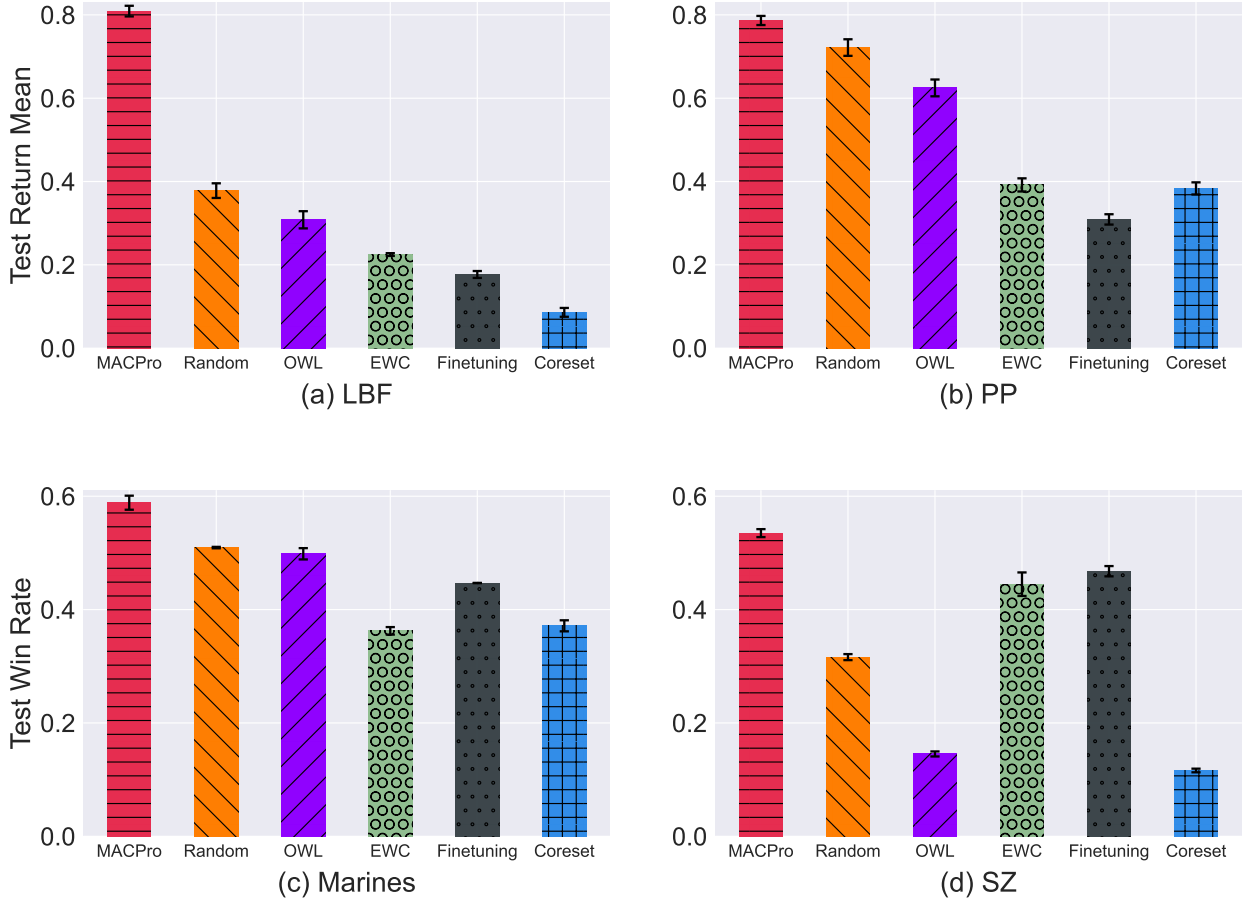 Test Return Mean
0.8
0.6
0.4
0.2
0.0
MACPro Random OWL EWC Finetuning Coreset
(a) LBF
0.8
0.6
0.4
0.2
0.0
MACPro Random OWL EWC Finetuning Coreset
(b) PP
Test Win Rate
0.6
0.4
0.2
0.0
MACPro Random OWL EWC Finetuning Coreset
(c) Marines
0.6
0.4
0.2
0.0
MACPro Random OWL EWC Finetuning Coreset
(d) SZ